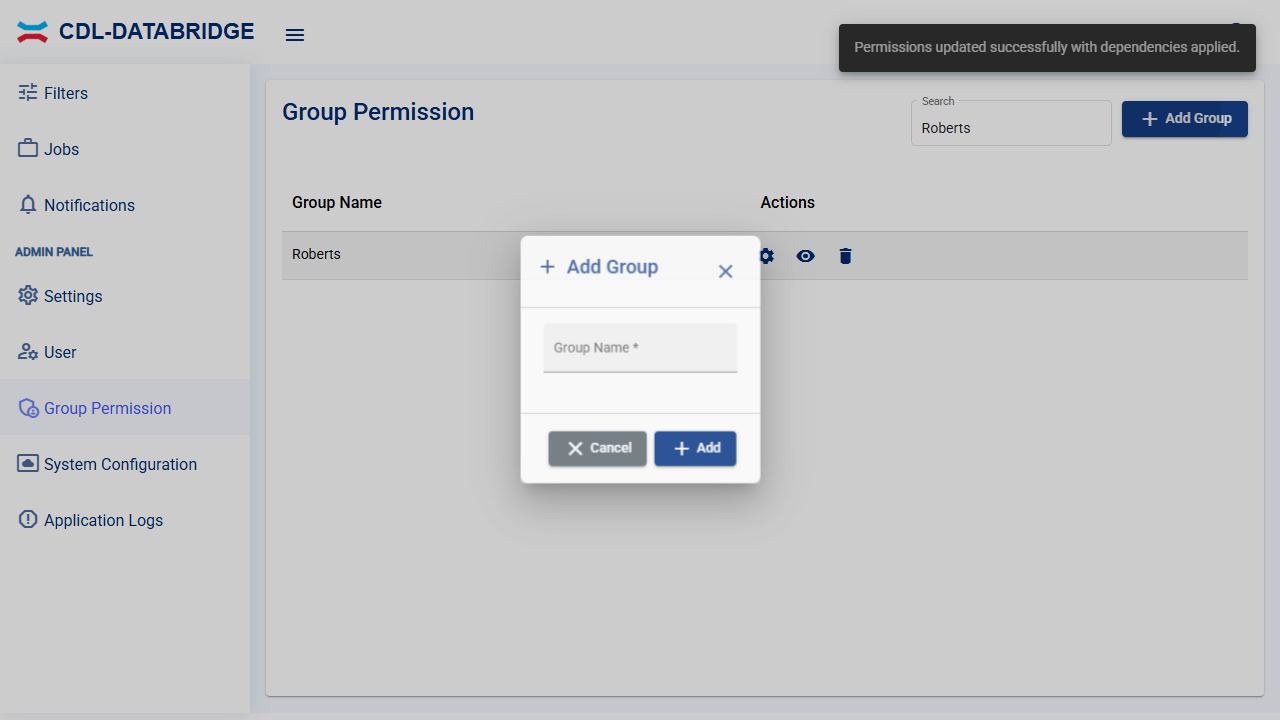 CDL-DATABRIDGE
Permissions updated successfully with dependencies applied.
Filters
Jobs
Notifications
ADMIN PANEL
Settings
User
Group Permission
System Configuration
Application Logs
Group Permission
Search
Roberts
Add Group
Group Name
Actions
Roberts
Add Group
Group Name *
Cancel
Add